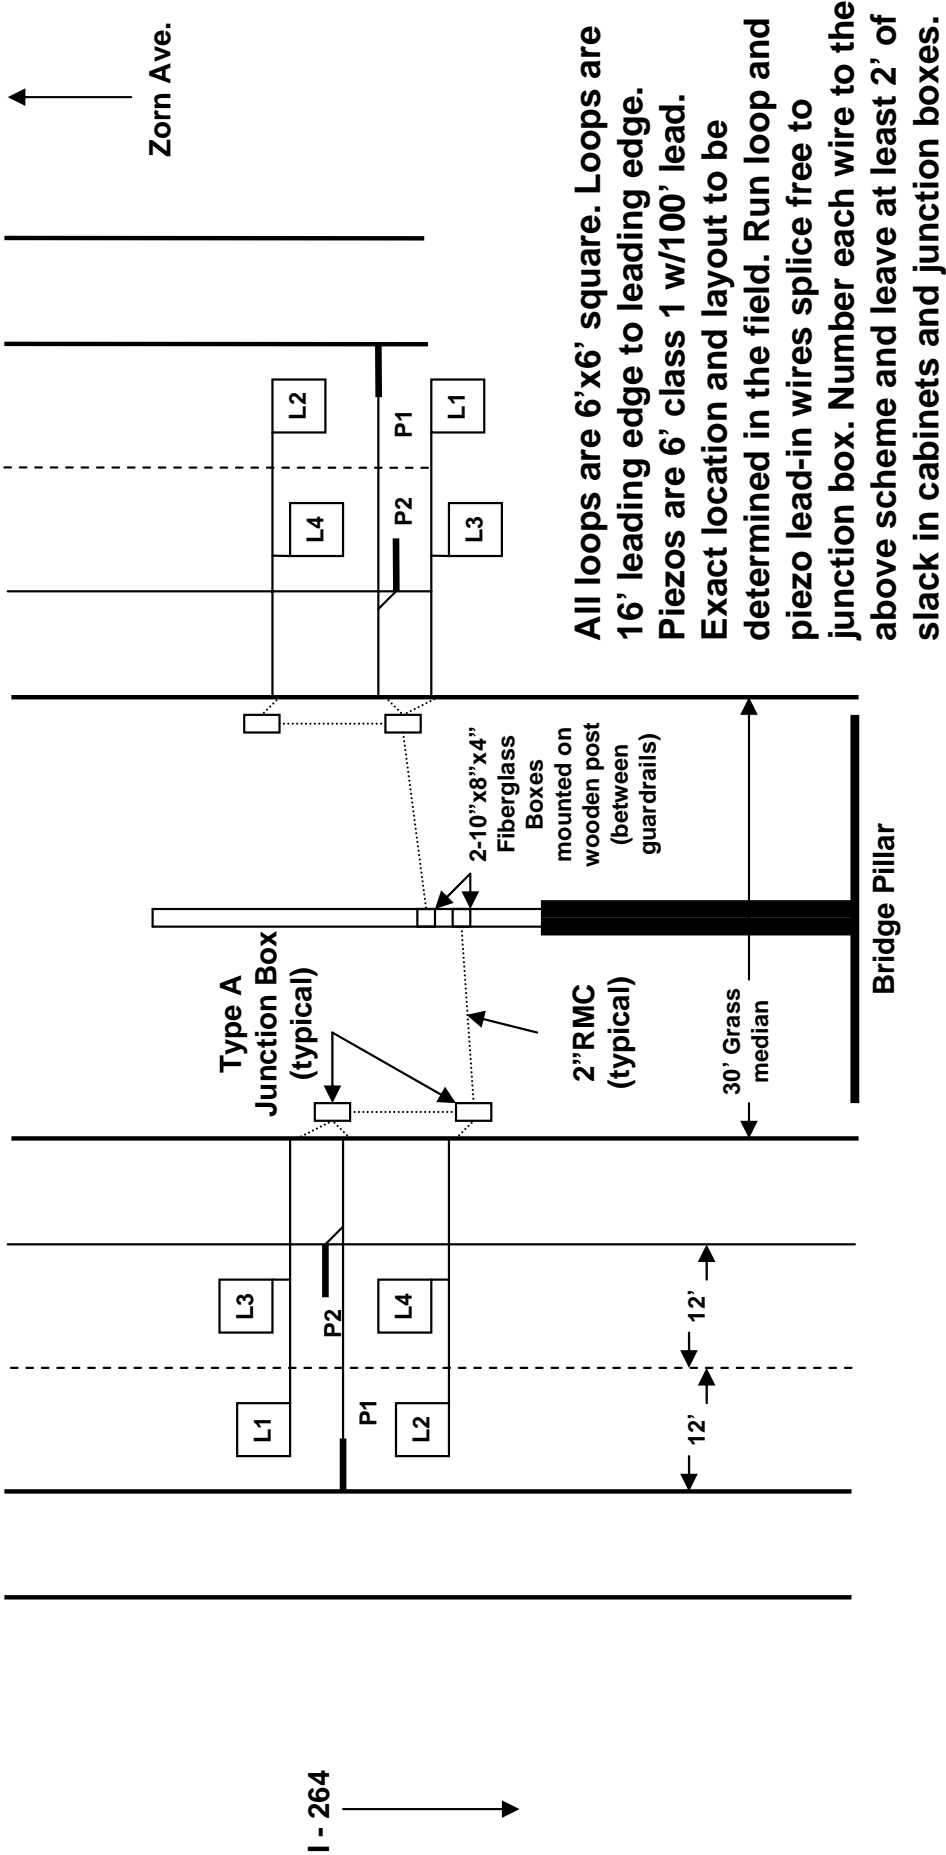 I - 264
Zorn Ave.
L1
L3
P2
P1
L2
L4
12’
12’
Type A
Junction Box
(typical)
2”RMC
(typical)
30’ Grass
median
Bridge Pillar
2-10”x8”x4”
Fiberglass
Boxes
mounted on
wooden post
(between
guardrails)
L4
L2
P2
P1
L3
L1
All loops are 6’x6’ square. Loops are
16’ leading edge to leading edge.
Piezos are 6’ class 1 w/100’ lead.
Exact location and layout to be
determined in the field. Run loop and
piezo lead-in wires splice free to
junction box. Number each wire to the
above scheme and leave at least 2’ of
slack in cabinets and junction boxes.